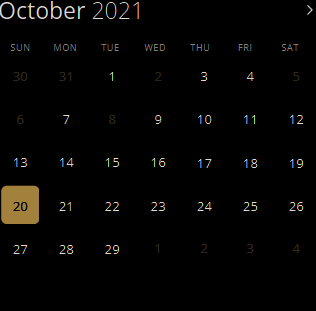 October 2021
SUN MON TUE WED THU FRI SAT
30 31 1 2 3 4 5
6 7 8 9 10 11 12
13 14 15 16 17 18 19
20 21 22 23 24 25 26
27 28 29 1 2 3 4